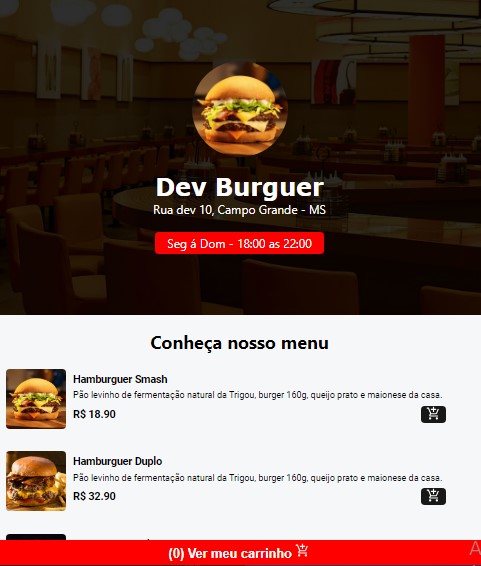 Dev Burguer
Rua dev 10, Campo Grande - MS
Seg á Dom - 18:00 as 22:00
Conheça nosso menu
Hamburguer Smash
Pão levinho de fermentação natural da Trigou, burger 160g, queijo prato e maionese da casa.
R$ 18.90
Hamburguer Duplo
Pão levinho de fermentação natural da Trigou, burger 160g, queijo prato e maionese da casa.
R$ 32.90
(0) Ver meu carrinho